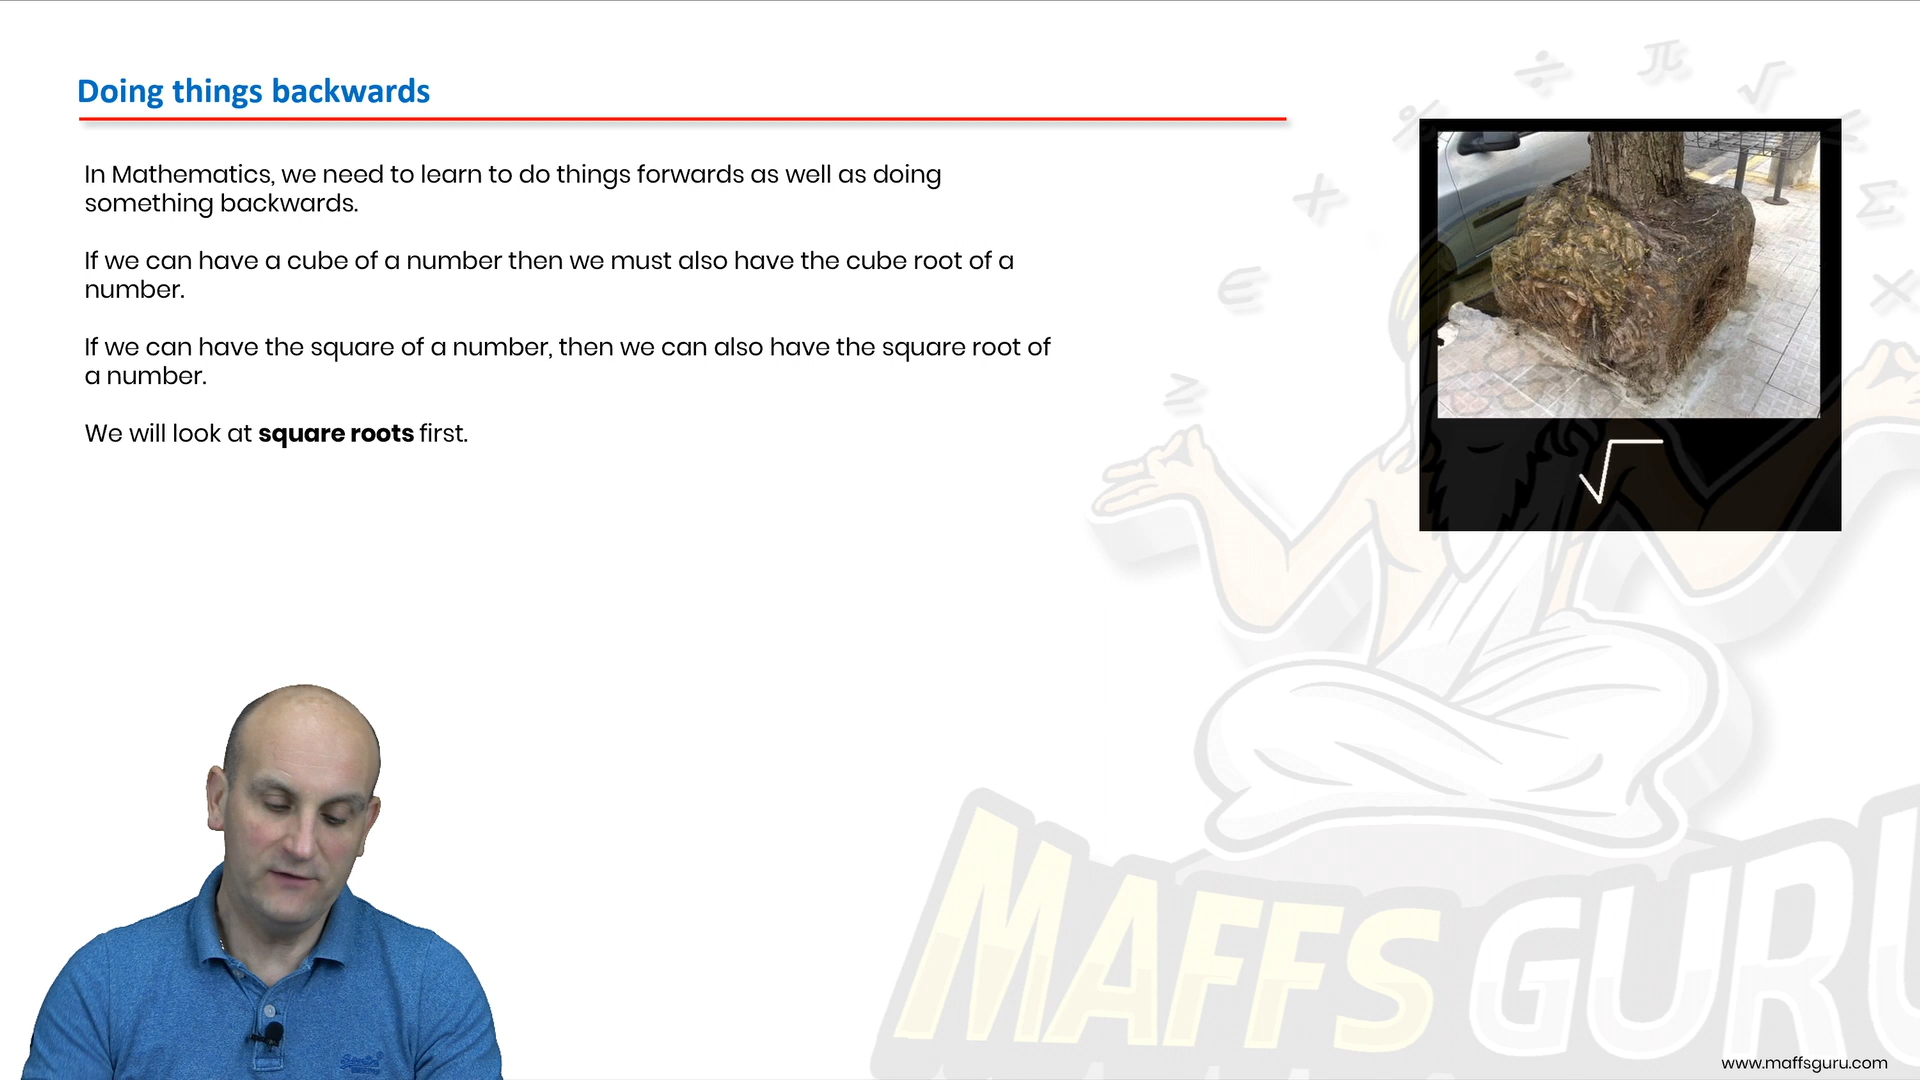 Doing things backwards
In Mathematics, we need to learn to do things forwards as well as doing
something backwards.
If we can have a cube of a number then we must also have the cube root of a
number.
If we can have the square of a number, then we can also have the square root of
a number.
We will look at square roots first.
√
MAFFS GURU
www.maffsguru.com